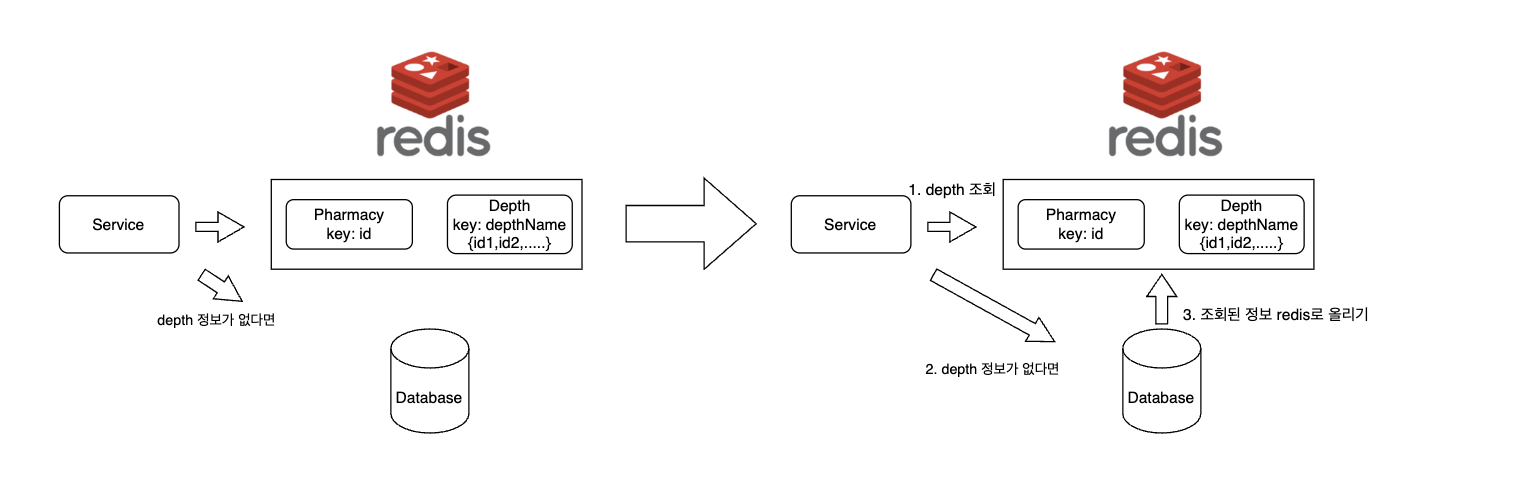 redis
Service
Pharmacy
key: id
Depth
key: depthName
{id1,id2,.....}
depth 정보가 없다면
Database
redis
1. depth 조회
Service
Pharmacy
key: id
Depth
key: depthName
{id1,id2,.....}
3. 조회된 정보 redis로 올리기
2. depth 정보가 없다면
Database